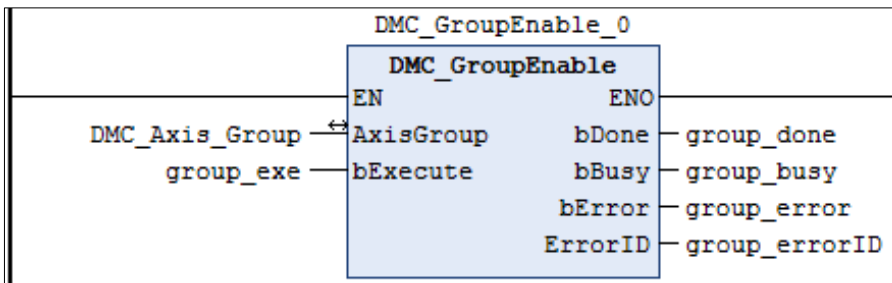 DMC_GroupEnable_0
DMC_GroupEnable
EN ENO
DMC_Axis_Group AxisGroup bDone group_done
group_exe bExecute bBusy group_busy
bError group_error
ErrorID group_errorID